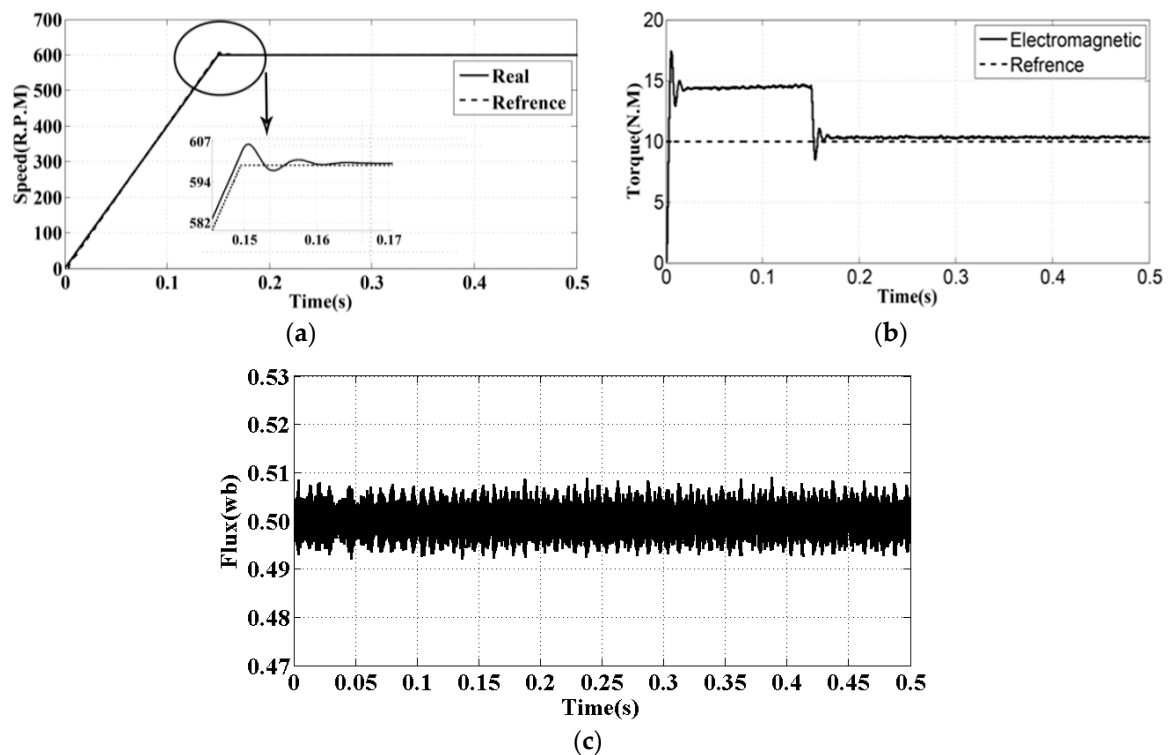 700
600
500
400
300
200
100
0
Speed(R.P.M)
Real
Refrence
607
594
582
0.15 0.16 0.17
0 0.1 0.2 0.3 0.4 0.5
Time(s)
(a)
20
15
10
5
0
Torque(N.M)
Electromagnetic
Refrence
0 0.1 0.2 0.3 0.4 0.5
Time(s)
(b)
0.53
0.52
0.51
0.50
0.49
0.48
0.47
Flux(wb)
0 0.05 0.1 0.15 0.2 0.25 0.3 0.35 0.4 0.45 0.5
Time(s)
(c)